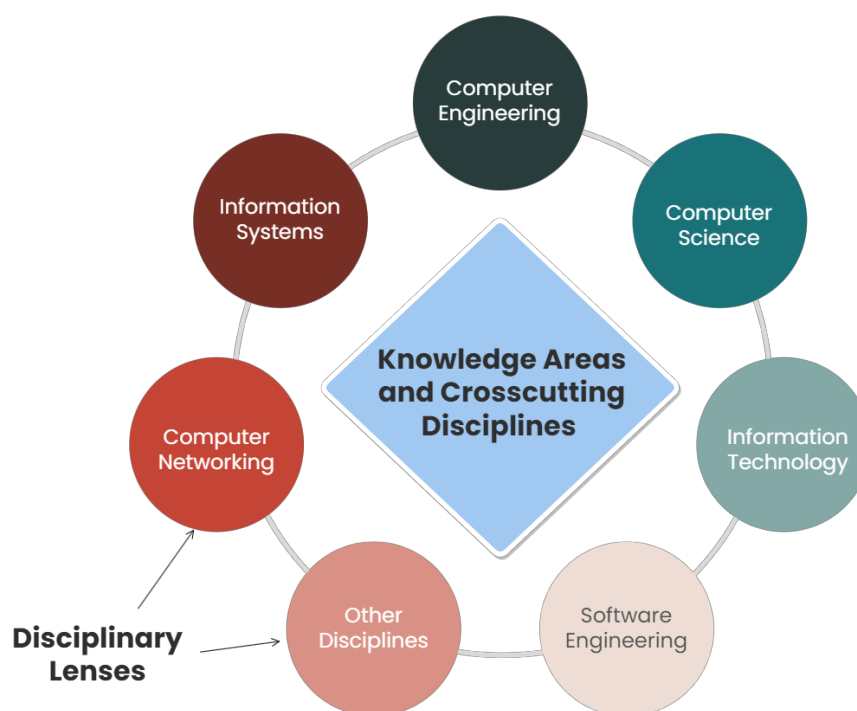 Computer
Engineering
Information
Systems
Computer
Science
Knowledge Areas
and Crosscutting
Disciplines
Computer
Networking
Information
Technology
Other
Disciplines
Software
Engineering
Disciplinary
Lenses